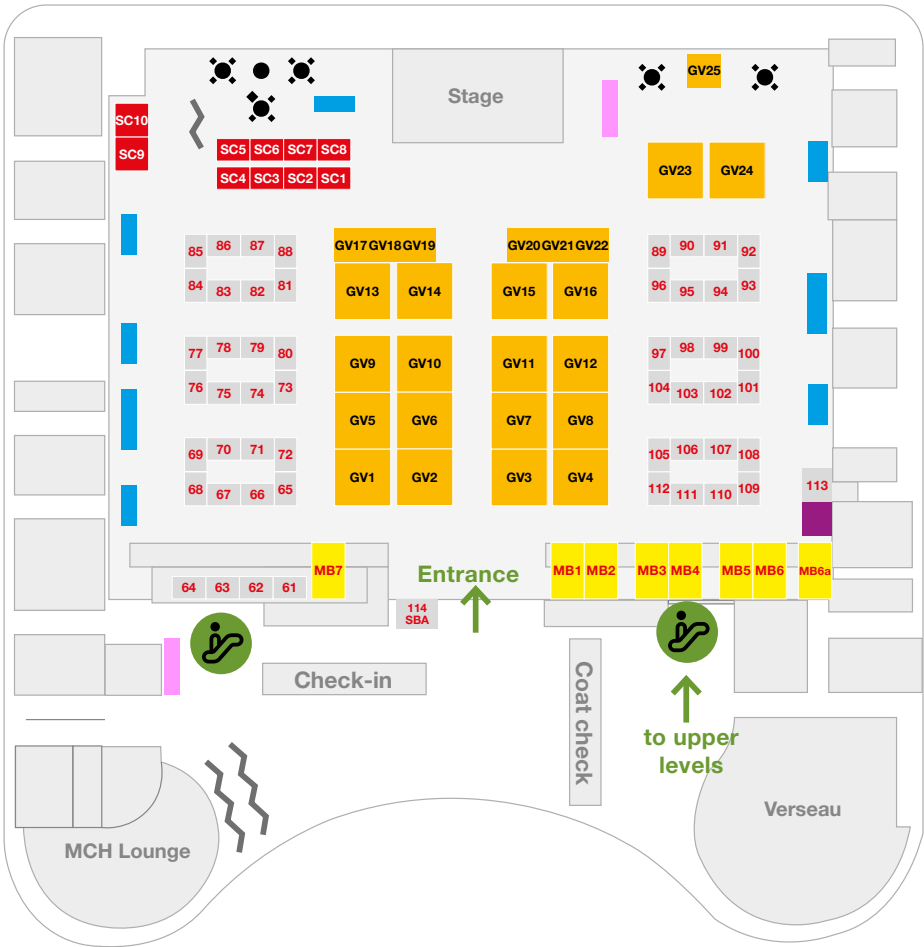 GV25
Stage
SC10
SC9
SC5 SC6 SC7 SC8
SC4 SC3 SC2 SC1
GV23 GV24
85 86 87 88
84 83 82 81
GV17 GV18 GV19
GV20 GV21 GV22
89 90 91 92
96 95 94 93
GV13 GV14 GV15 GV16
77 78 79 80
76 75 74 73
GV9 GV10 GV11 GV12
97 98 99 100
104 103 102 101
GV5 GV6 GV7 GV8
69 70 71 72
68 67 66 65
GV1 GV2 GV3 GV4
105 106 107 108
112 111 110 109
113
MB7
Entrance
MB1 MB2 MB3 MB4 MB5 MB6 MB6a
64 63 62 61
114
SBA
Check-in
Coat check
to upper
levels
Verseau
MCH Lounge